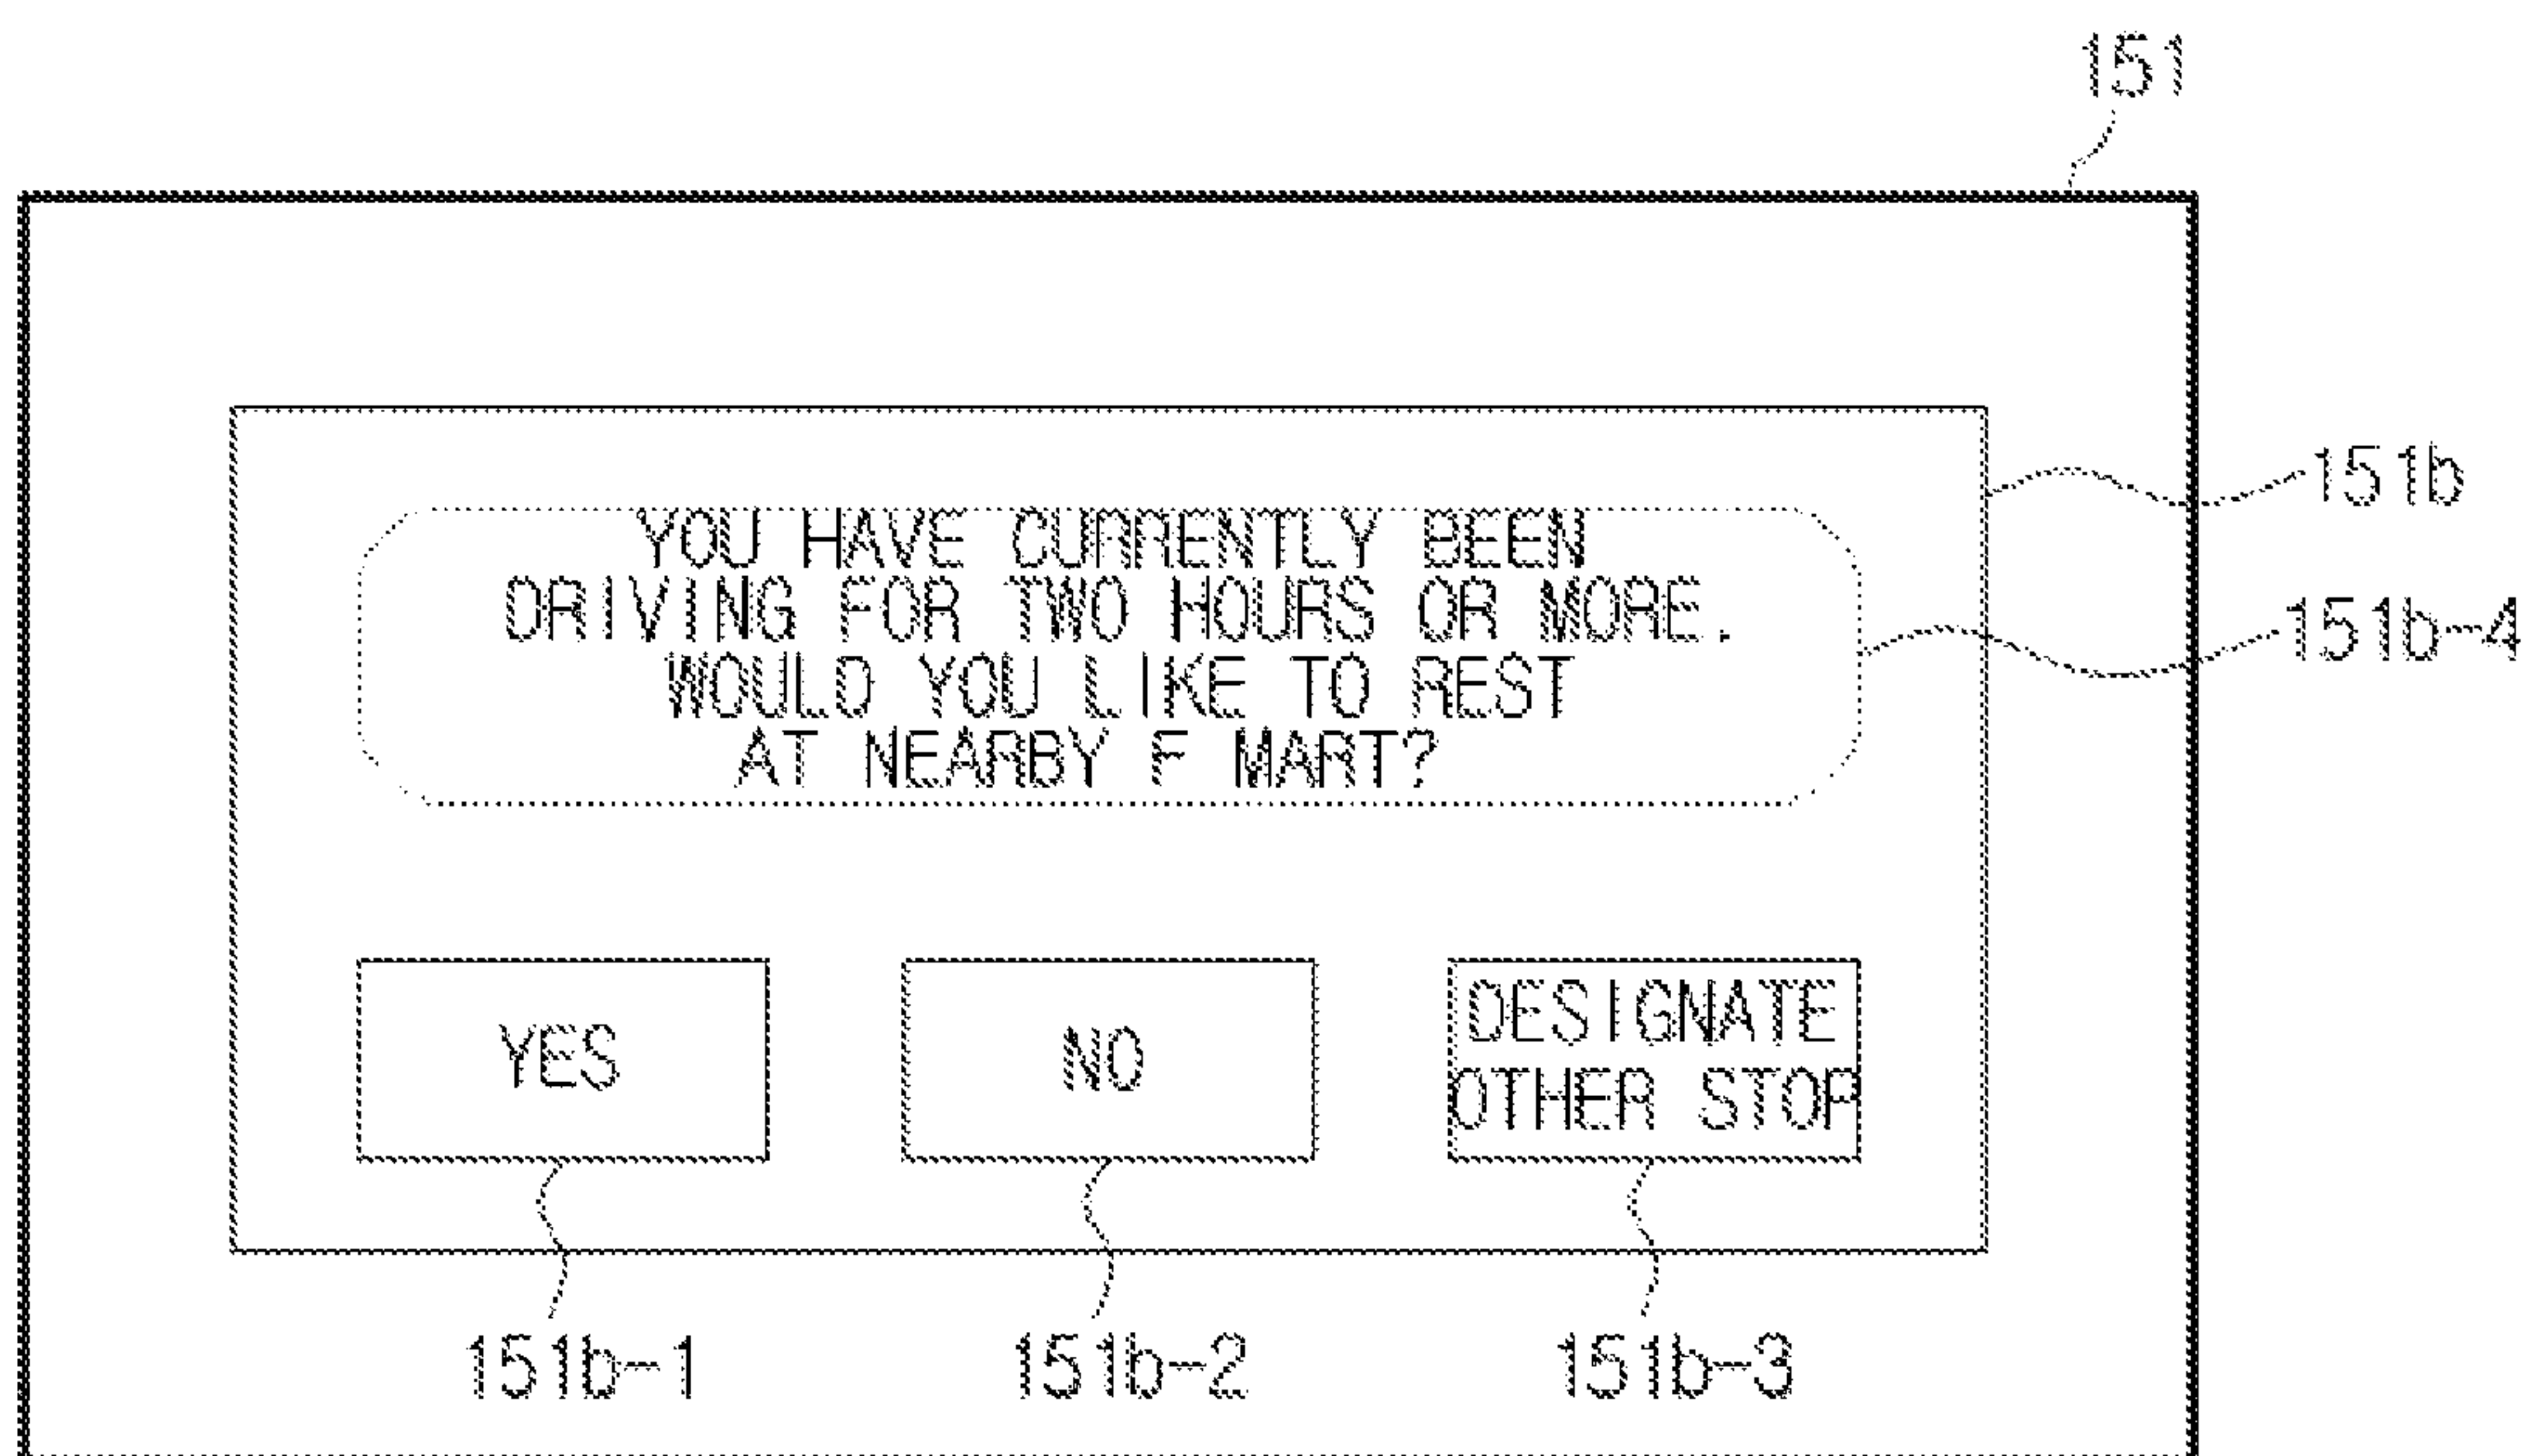 151
151b
YOU HAVE CURRENTLY BEEN
DRIVING FOR TWO HOURS OR MORE.
WOULD YOU LIKE TO REST
AT NEARBY F MART?
151b-4
YES
NO
DESIGNATE
OTHER STOP
151b-1
151b-2
151b-3